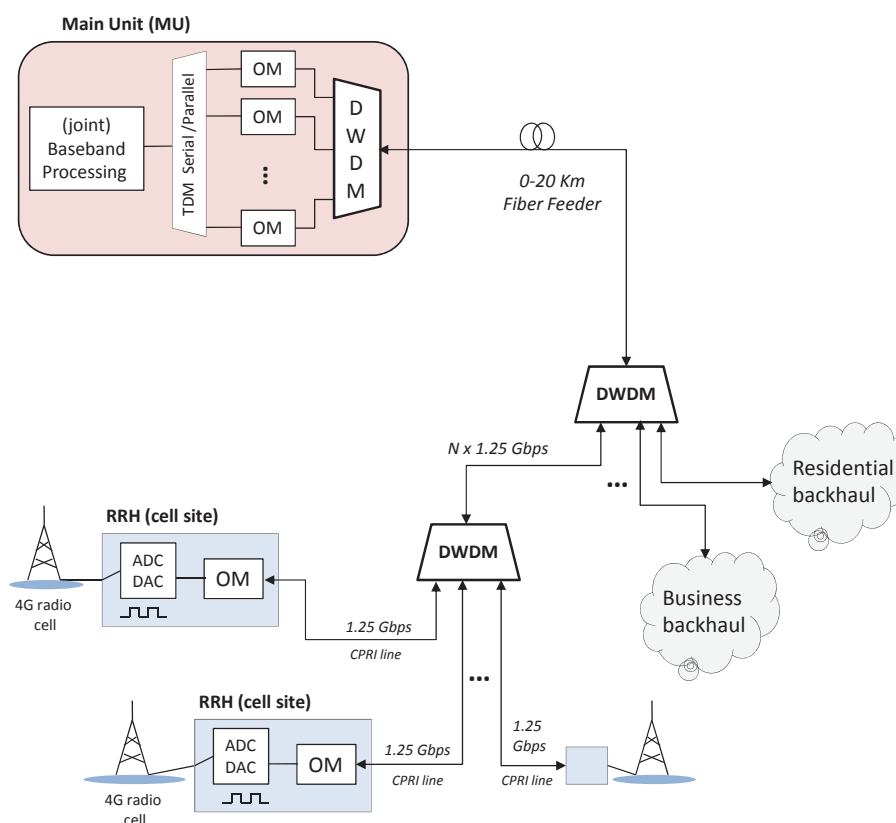 Main Unit (MU)
(joint)
Baseband
Processing
TDM Serial /Parallel
OM
OM
...
OM
D
W
D
M
0-20 Km
Fiber Feeder
DWDM
N x 1.25 Gbps
...
Residential
backhaul
Business
backhaul
DWDM
RRH (cell site)
ADC
DAC
OM
4G radio
cell
1.25 Gbps
CPRI line
...
RRH (cell site)
ADC
DAC
OM
4G radio
cell
1.25 Gbps
CPRI line
1.25
Gbps
CPRI line